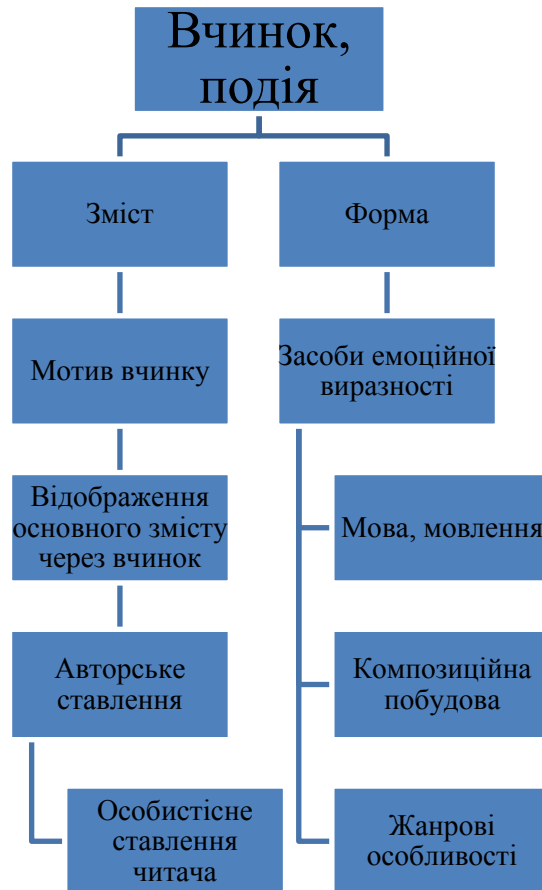 Вчинок,
подія
Зміст
Форма
Мотив вчинку
Засоби емоційної
виразності
Відображення
основного змісту
через вчинок
Мова, мовлення
Авторське
ставлення
Композиційна
побудова
Особистісне
ставлення
читача
Жанрові
особливості